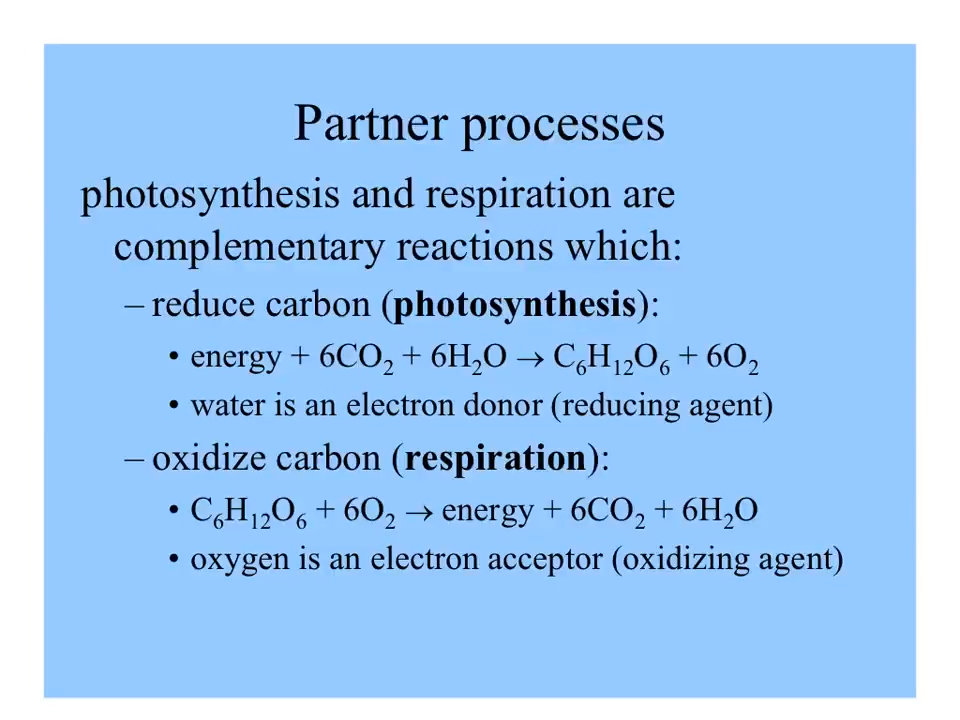 Partner processes
photosynthesis and respiration are
complementary reactions which:
– reduce carbon (photosynthesis):
• energy + 6CO₂ + 6H₂O → C₆H₁₂O₆ + 6O₂
• water is an electron donor (reducing agent)
– oxidize carbon (respiration):
• C₆H₁₂O₆ + 6O₂ → energy + 6CO₂ + 6H₂O
• oxygen is an electron acceptor (oxidizing agent)